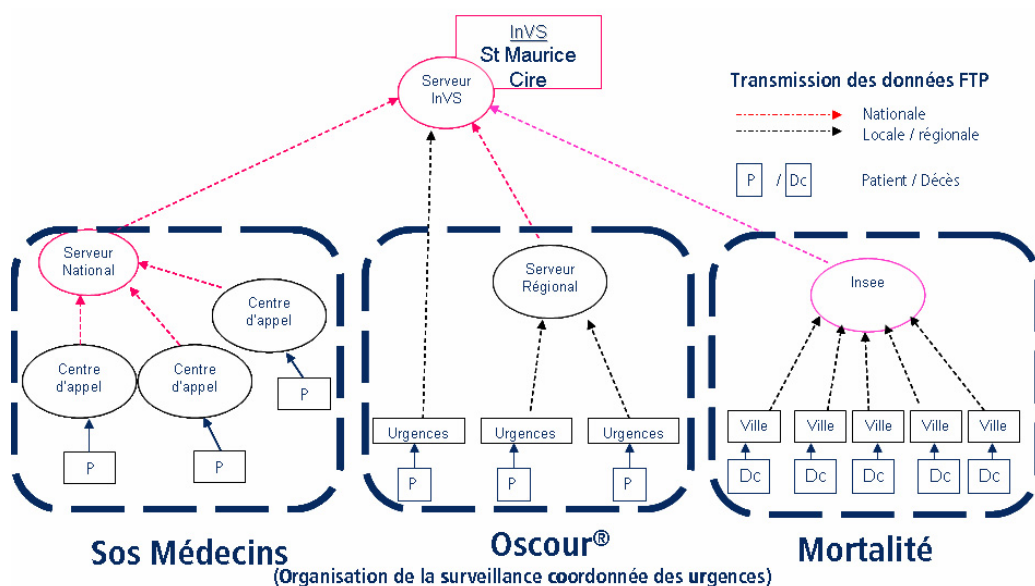 InVS
St Maurice
Cire
Serveur
InVS
Transmission des données FTP
Nationale
Locale / régionale
P / Dc Patient / Décès
Serveur
National
Centre
d'appel
Centre
d'appel
Centre
d'appel
P
P
P
Serveur
Régional
Urgences Urgences Urgences
P P P
Insee
Ville Ville Ville Ville Ville
Dc Dc Dc Dc Dc
Sos Médecins
Oscour®
Mortalité
(Organisation de la surveillance coordonnée des urgences)